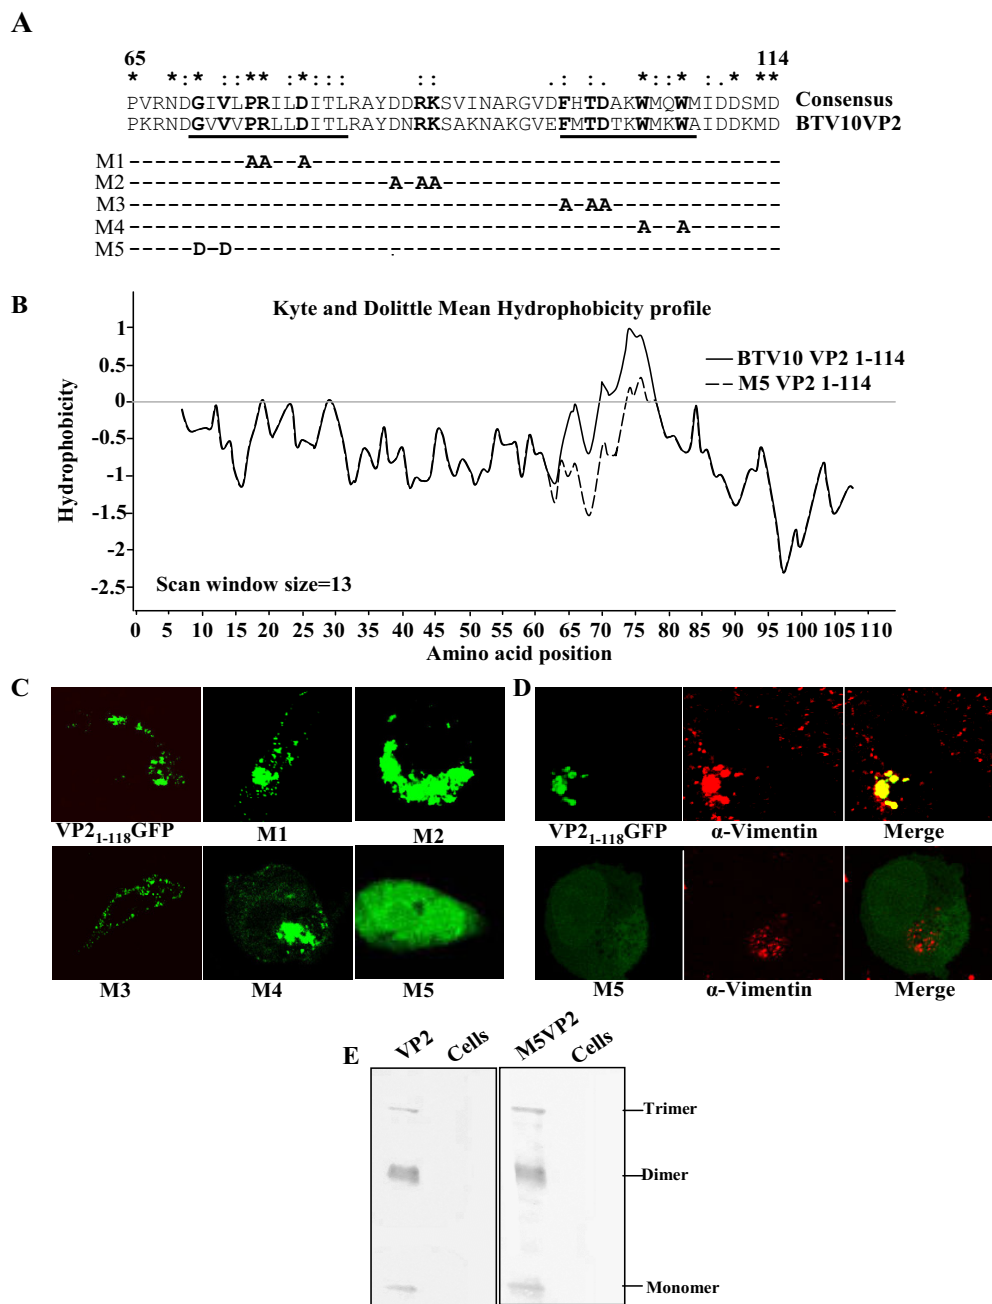 A
65 114
*  *:* ::** :*:::     ::        .: :.  *::* :.* **
PVRNDGIVLPRILDITLRAYDDRKSVINARGVDFHTDAKWMQWMIDDSMD Consensus
PKRNDGVVVPRLLDITLRAYDNRKSAKNAKGVEFMTDTKWMKWAIDDKMD BTV10VP2
M1 ---------AA--A------------------------------------
M2 --------------------A-AA--------------------------
M3 ---------------------------------A-AA-------------
M4 ---------------------------------------A--A-------
M5 -----D-D------------------------------------------
B
Kyte and Dolittle Mean Hydrophobicity profile
BTV10 VP2 1-114
M5 VP2 1-114
Hydrophobicity
1
0.5
0
-0.5
-1
-1.5
-2
-2.5
Scan window size=13
0 5 10 15 20 25 30 35 40 45 50 55 60 65 70 75 80 85 90 95 100 105 110
Amino acid position
C
VP21-118GFP M1 M2
M3 M4 M5
D
VP21-118GFP α-Vimentin Merge
M5 α-Vimentin Merge
E
VP2 Cells M5VP2 Cells
Trimer
Dimer
Monomer